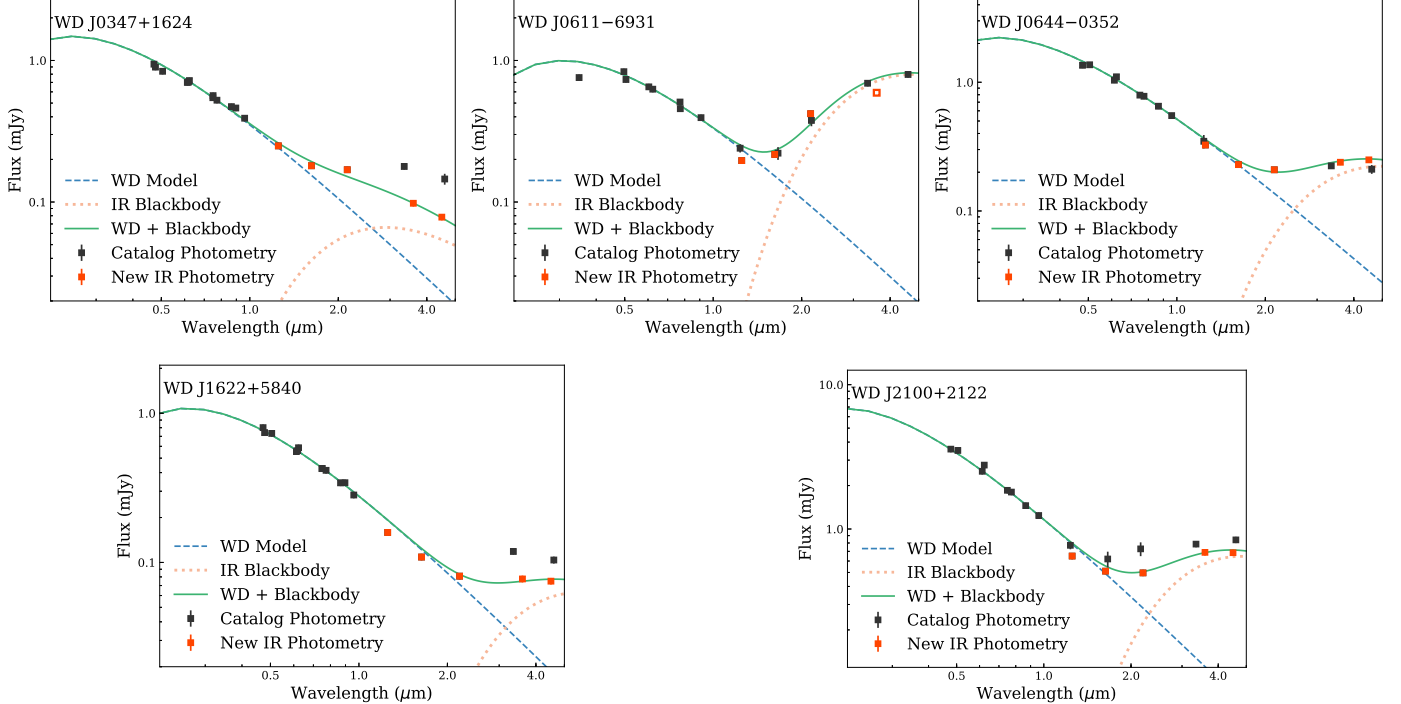 WD J0347+1624
1.0
0.1
Flux (mJy)
WD Model
IR Blackbody
WD + Blackbody
Catalog Photometry
New IR Photometry
0.5 1.0 2.0 4.0
Wavelength (μm)
WD J0611−6931
1.0
0.1
Flux (mJy)
WD Model
IR Blackbody
WD + Blackbody
Catalog Photometry
New IR Photometry
0.5 1.0 2.0 4.0
Wavelength (μm)
WD J0644−0352
1.0
0.1
Flux (mJy)
WD Model
IR Blackbody
WD + Blackbody
Catalog Photometry
New IR Photometry
0.5 1.0 2.0 4.0
Wavelength (μm)
WD J1622+5840
1.0
0.1
Flux (mJy)
WD Model
IR Blackbody
WD + Blackbody
Catalog Photometry
New IR Photometry
0.5 1.0 2.0 4.0
Wavelength (μm)
WD J2100+2122
10.0
1.0
Flux (mJy)
WD Model
IR Blackbody
WD + Blackbody
Catalog Photometry
New IR Photometry
0.5 1.0 2.0 4.0
Wavelength (μm)